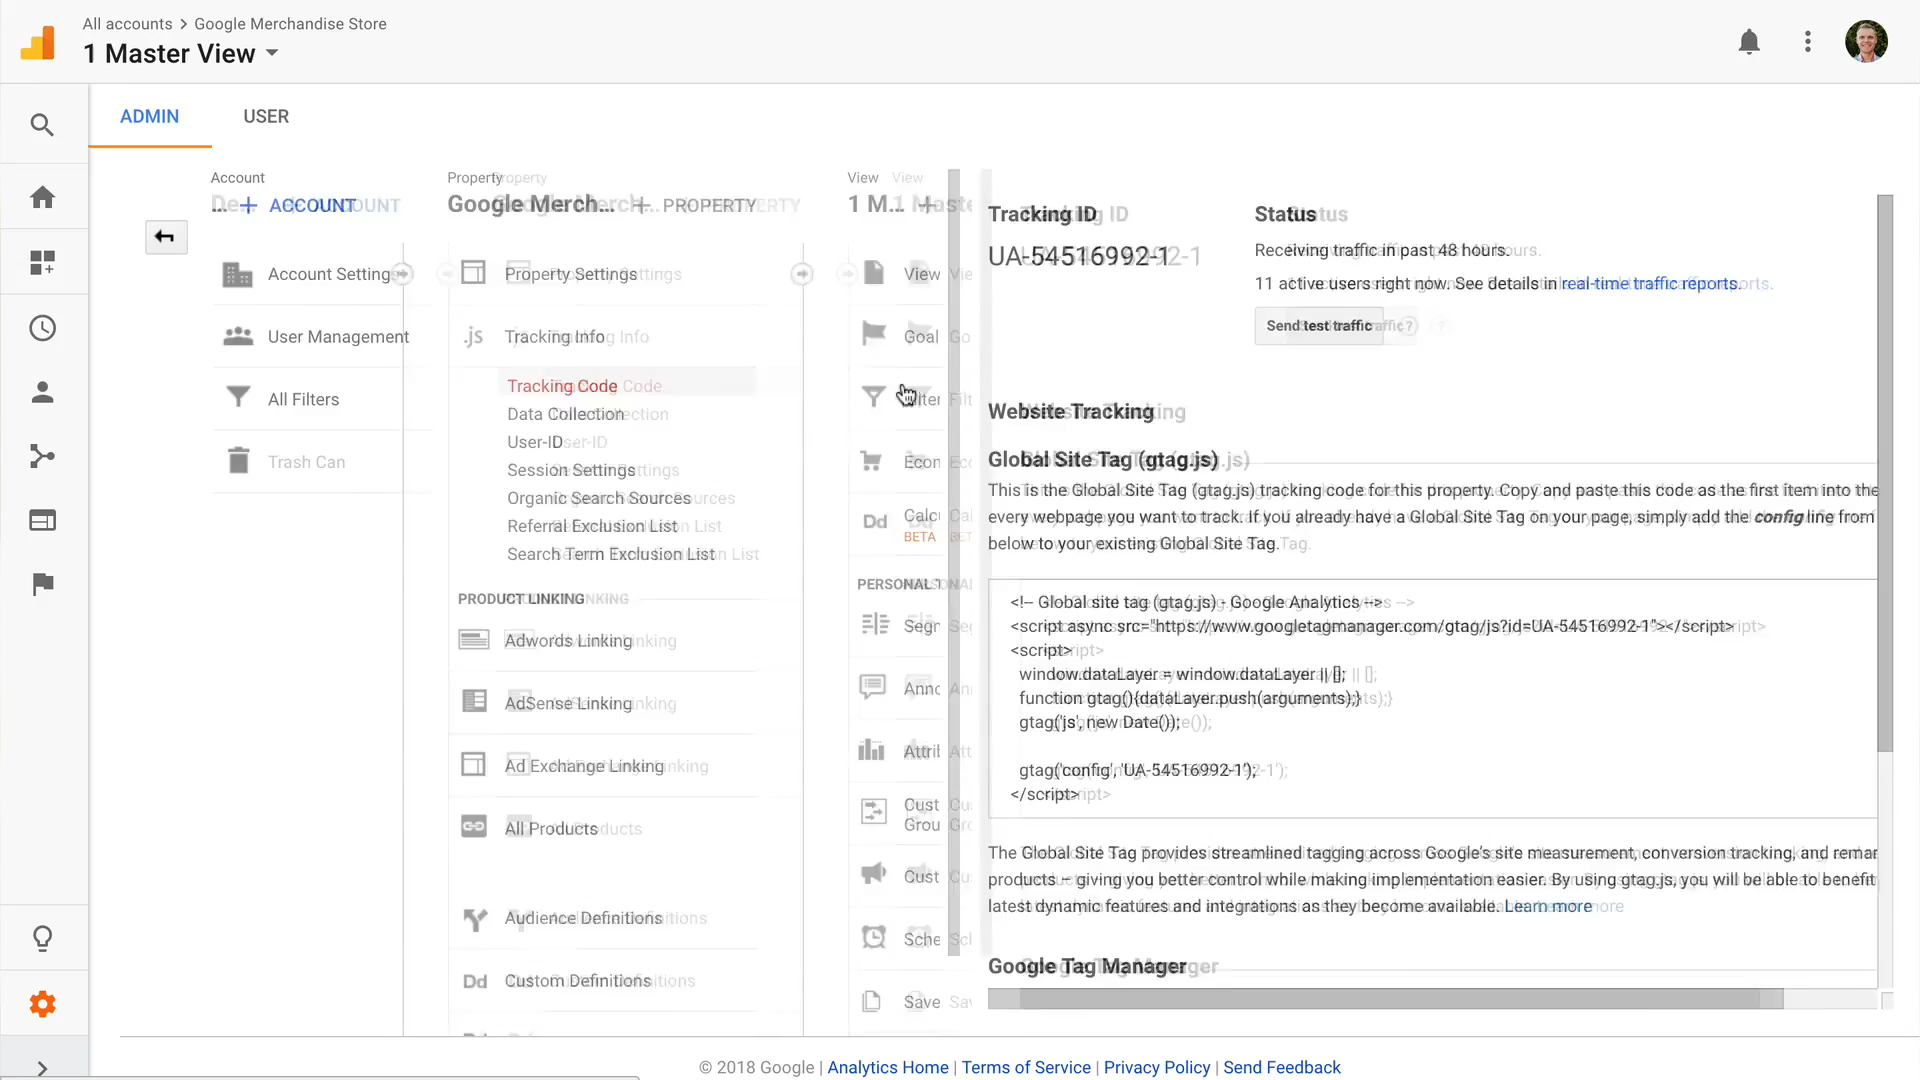 All accounts > Google Merchandise Store
1 Master View
ADMIN
USER
Account
ACCOUNT
Account Settings
User Management
All Filters
Trash Can
Property
Google Merch...
PROPERTY
Property Settings
.js
Tracking Info
Tracking Code
Data Collection
User-ID
Session Settings
Organic Search Sources
Referral Exclusion List
Search Term Exclusion List
PRODUCT LINKING
Adwords Linking
AdSense Linking
Ad Exchange Linking
All Products
Audience Definitions
Dd
Custom Definitions
View
1 M...
View
Goal
Filter
Econ
Dd
Calcu
BETA
PERSONAL T
Segn
Anno
Attrib
Cust
Grou
Cust
Sche
Save
Tracking ID
UA-54516992-1
Status
Receiving traffic in past 48 hours.
11 active users right now. See details in real-time traffic reports.
Send test traffic
Website Tracking
Global Site Tag (gtag.js)
This is the Global Site Tag (gtag.js) tracking code for this property. Copy and paste this code as the first item into the
every webpage you want to track. If you already have a Global Site Tag on your page, simply add the config line from
below to your existing Global Site Tag.
<!-- Global site tag (gtag.js) - Google Analytics -->
<script async src="https://www.googletagmanager.com/gtag/js?id=UA-54516992-1"></script>
<script>
window.dataLayer = window.dataLayer || [];
function gtag(){dataLayer.push(arguments);}
gtag('js', new Date());
gtag('config', 'UA-54516992-1');
</script>
The Global Site Tag provides streamlined tagging across Google's site measurement, conversion tracking, and remar
products – giving you better control while making implementation easier. By using gtag.js, you will be able to benefit
latest dynamic features and integrations as they become available. Learn more
Google Tag Manager
© 2018 Google | Analytics Home | Terms of Service | Privacy Policy | Send Feedback